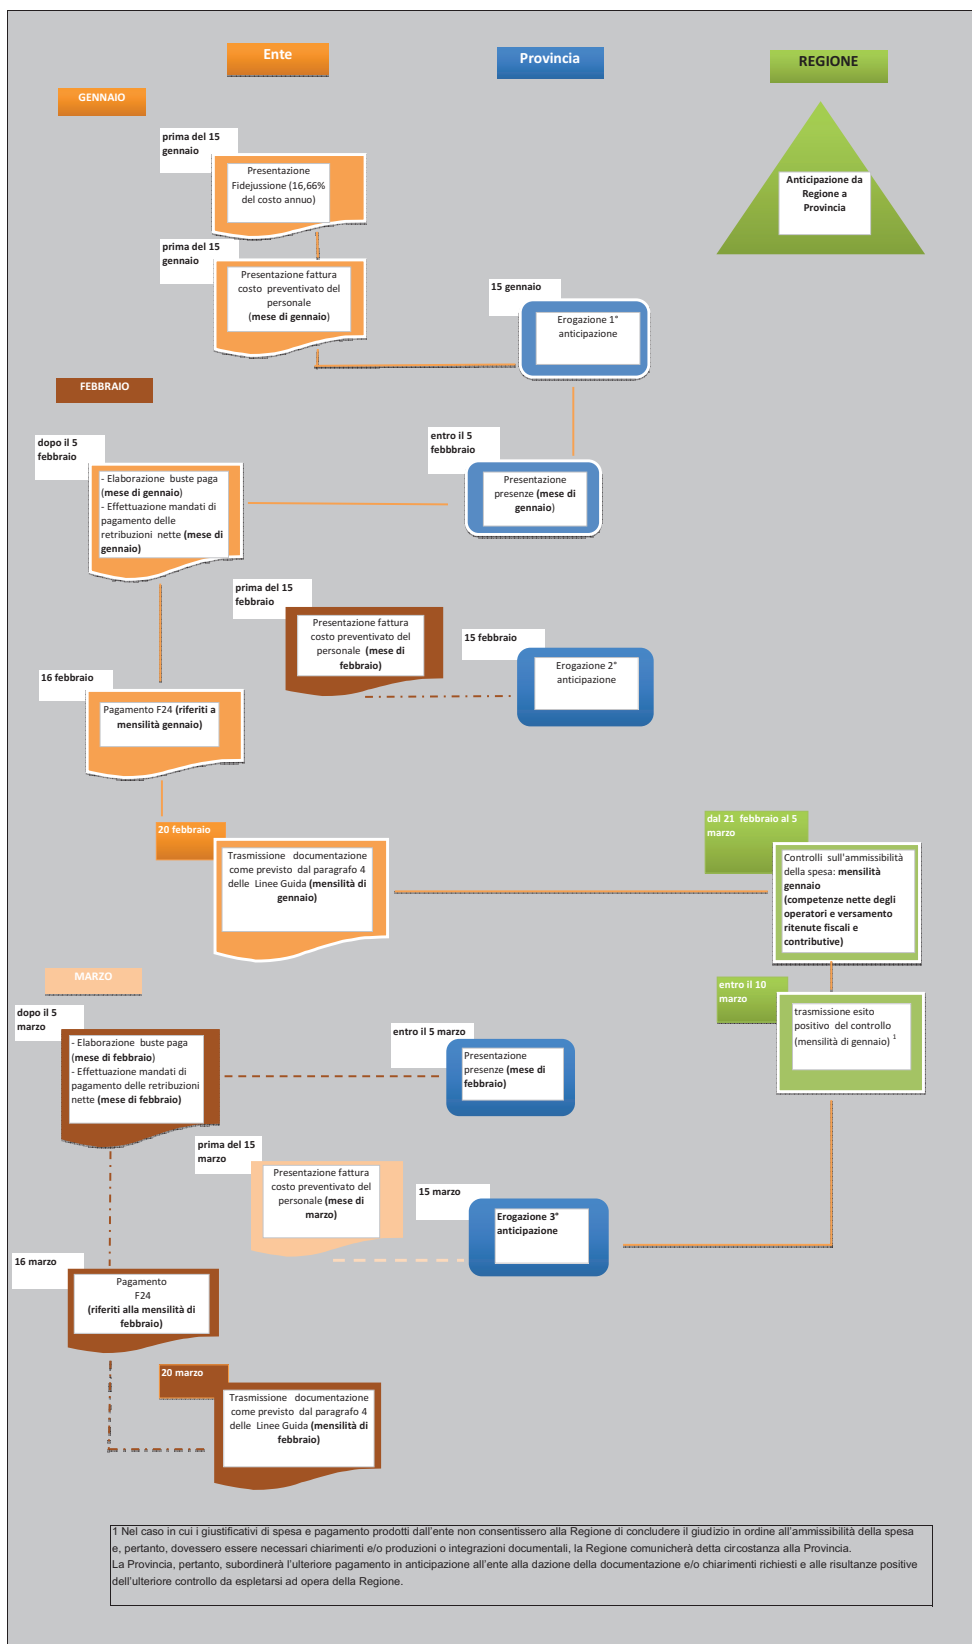 Ente
Provincia
REGIONE
GENNAIO
prima del 15
gennaio
Presentazione
Fidejussione (16,66%
del costo annuo)
Anticipazione da
Regione a
Provincia
prima del 15
gennaio
Presentazione fattura
costo preventivato del
personale
(mese di gennaio)
15 gennaio
Erogazione 1°
anticipazione
FEBBRAIO
dopo il 5
febbraio
- Elaborazione buste paga
(mese di gennaio)
- Effettuazione mandati di
pagamento delle
retribuzioni nette (mese di
gennaio)
entro il 5
febbbraio
Presentazione
presenze (mese di
gennaio)
prima del 15
febbraio
Presentazione fattura
costo preventivato del
personale (mese di
febbraio)
15 febbraio
Erogazione 2°
anticipazione
16 febbraio
Pagamento F24 (riferiti a
mensilità gennaio)
20 febbraio
Trasmissione documentazione
come previsto dal paragrafo 4
delle Linee Guida (mensilità di
gennaio)
dal 21 febbraio al 5
marzo
Controlli sull'ammissibilità
della spesa: mensilità
gennaio
(competenze nette degli
operatori e versamento
ritenute fiscali e
contributive)
MARZO
entro il 10
marzo
trasmissione esito
positivo del controllo
(mensilità di gennaio) 1
dopo il 5
marzo
- Elaborazione buste paga
(mese di febbraio)
- Effettuazione mandati di
pagamento delle retribuzioni
nette (mese di febbraio)
entro il 5 marzo
Presentazione
presenze (mese di
febbraio)
prima del 15
marzo
Presentazione fattura
costo preventivato del
personale (mese di
marzo)
15 marzo
Erogazione 3°
anticipazione
16 marzo
Pagamento
F24
(riferiti alla mensilità di
febbraio)
20 marzo
Trasmissione documentazione
come previsto dal paragrafo 4
delle Linee Guida (mensilità di
febbraio)
1 Nel caso in cui i giustificativi di spesa e pagamento prodotti dall'ente non consentissero alla Regione di concludere il giudizio in ordine all'ammissibilità della spesa
e, pertanto, dovessero essere necessari chiarimenti e/o produzioni o integrazioni documentali, la Regione comunicherà detta circostanza alla Provincia.
La Provincia, pertanto, subordinerà l'ulteriore pagamento in anticipazione all'ente alla dazione della documentazione e/o chiarimenti richiesti e alle risultanze positive
dell'ulteriore controllo da espletarsi ad opera della Regione.